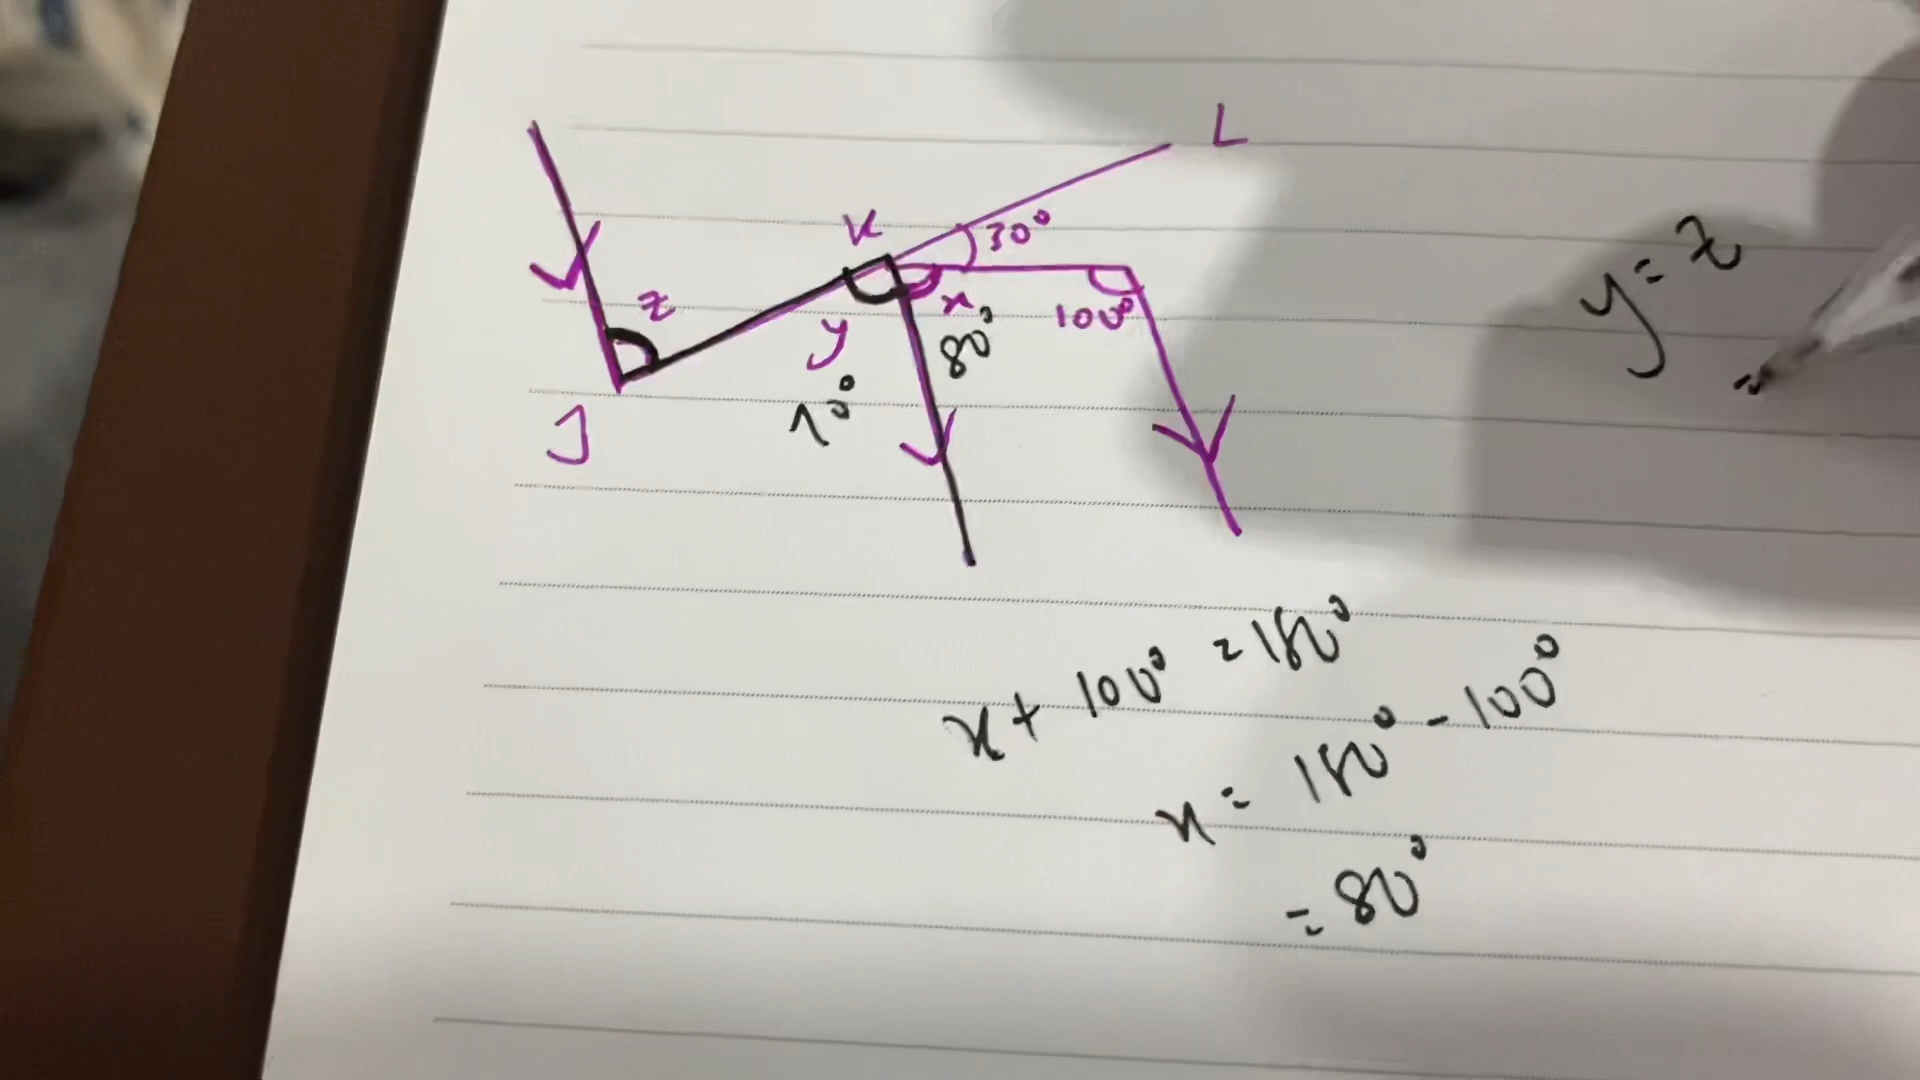 L
K
30°
z
x
100°
y
80°
70°
J
y = z
=
x + 100° = 180°
x = 180° - 100°
= 80°